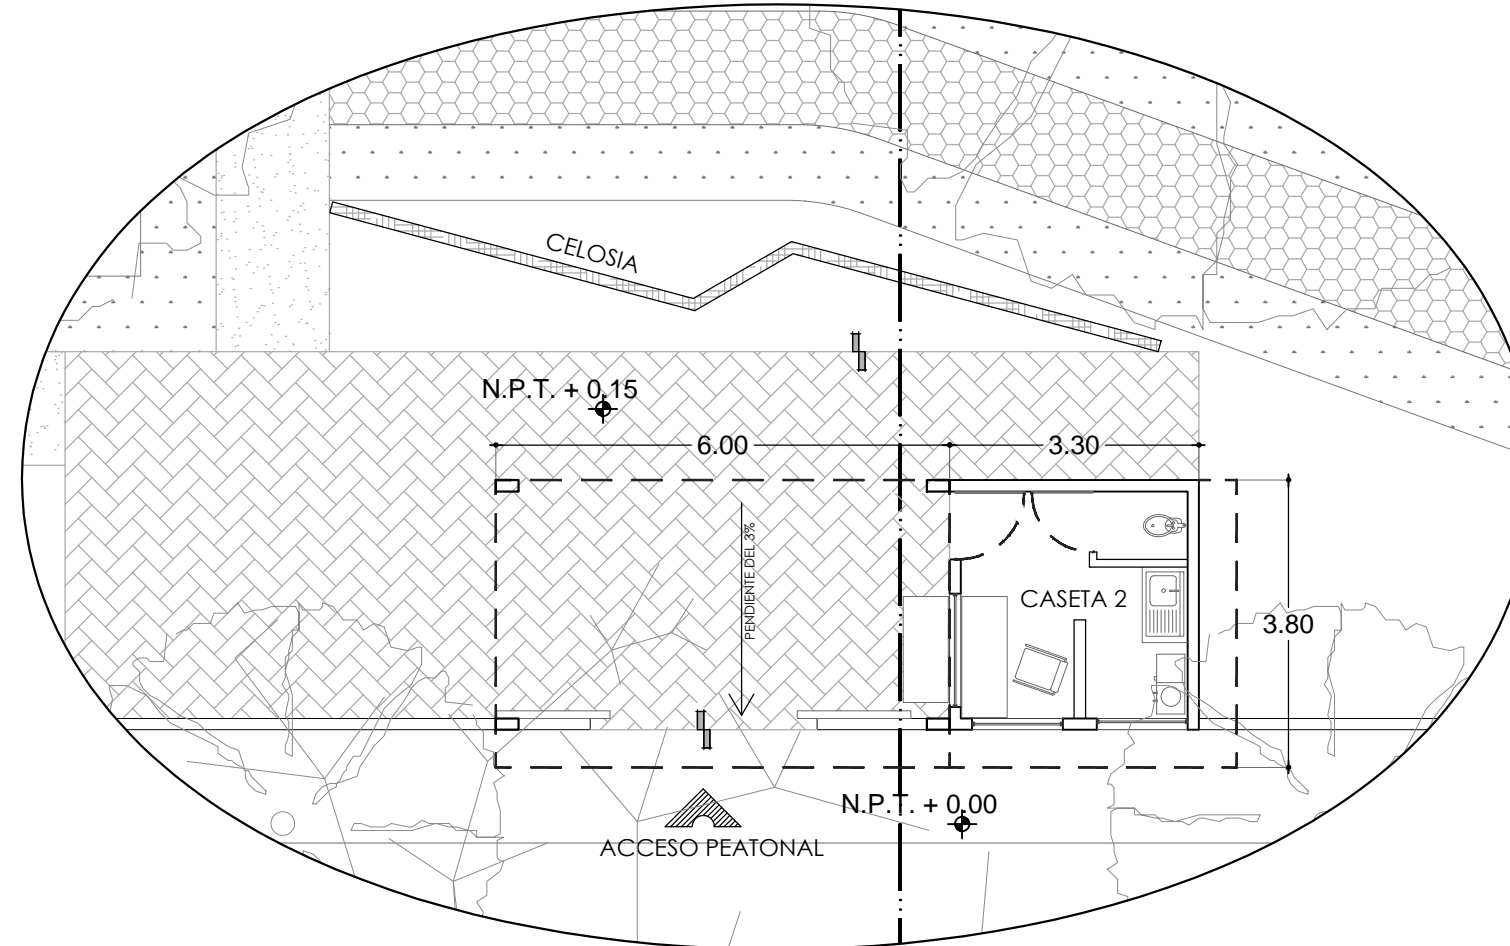 CELOSIA
N.P.T. + 0.15
6.00
3.30
PENDIENTE DEL 3%
CASETA 2
3.80
N.P.T. + 0.00
ACCESO PEATONAL